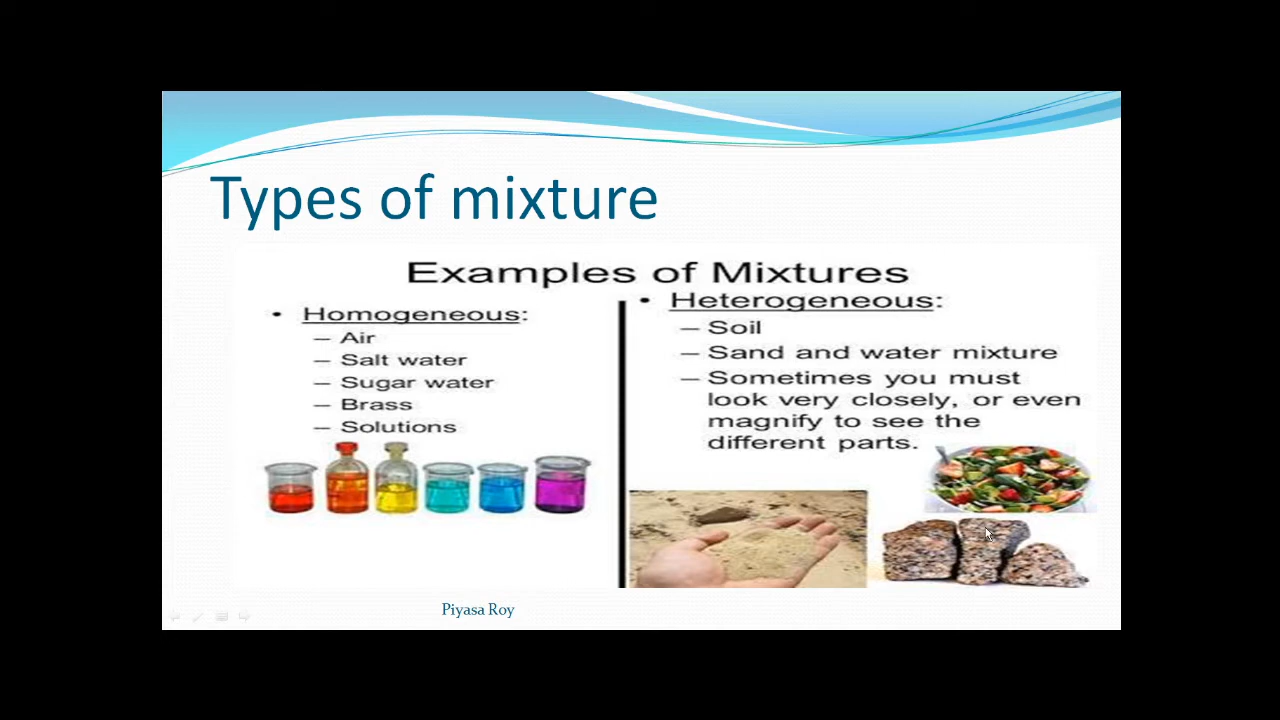 Types of mixture
Examples of Mixtures
• Homogeneous:
– Air
– Salt water
– Sugar water
– Brass
– Solutions
• Heterogeneous:
– Soil
– Sand and water mixture
– Sometimes you must
look very closely, or even
magnify to see the
different parts.
Piyasa Roy